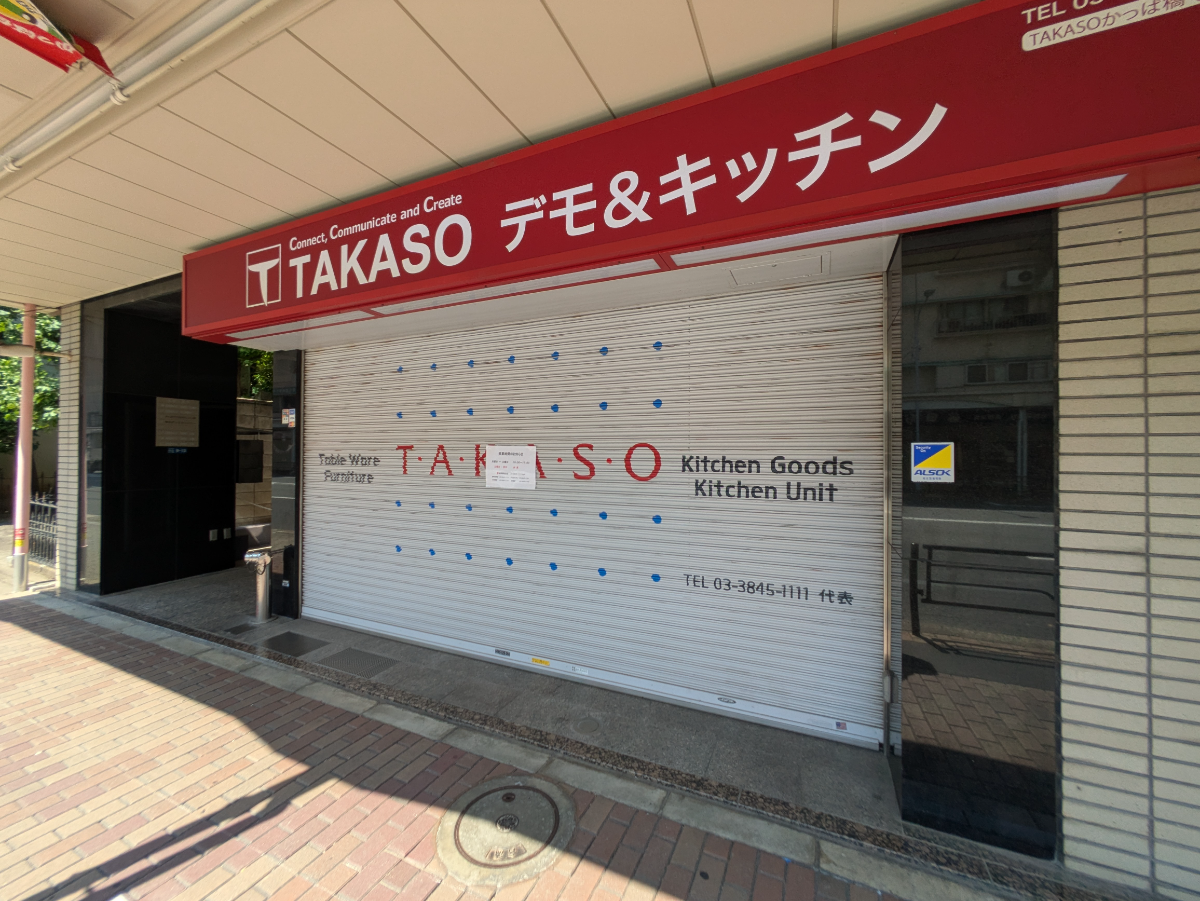 TEL 03
TAKASOかっぱ橋
Connect, Communicate and Create
TAKASO デモ&キッチン
T·A·K·A·S·O
Table Ware
Furniture
Kitchen Goods
Kitchen Unit
TEL 03-3845-1111 代表
ALSOK